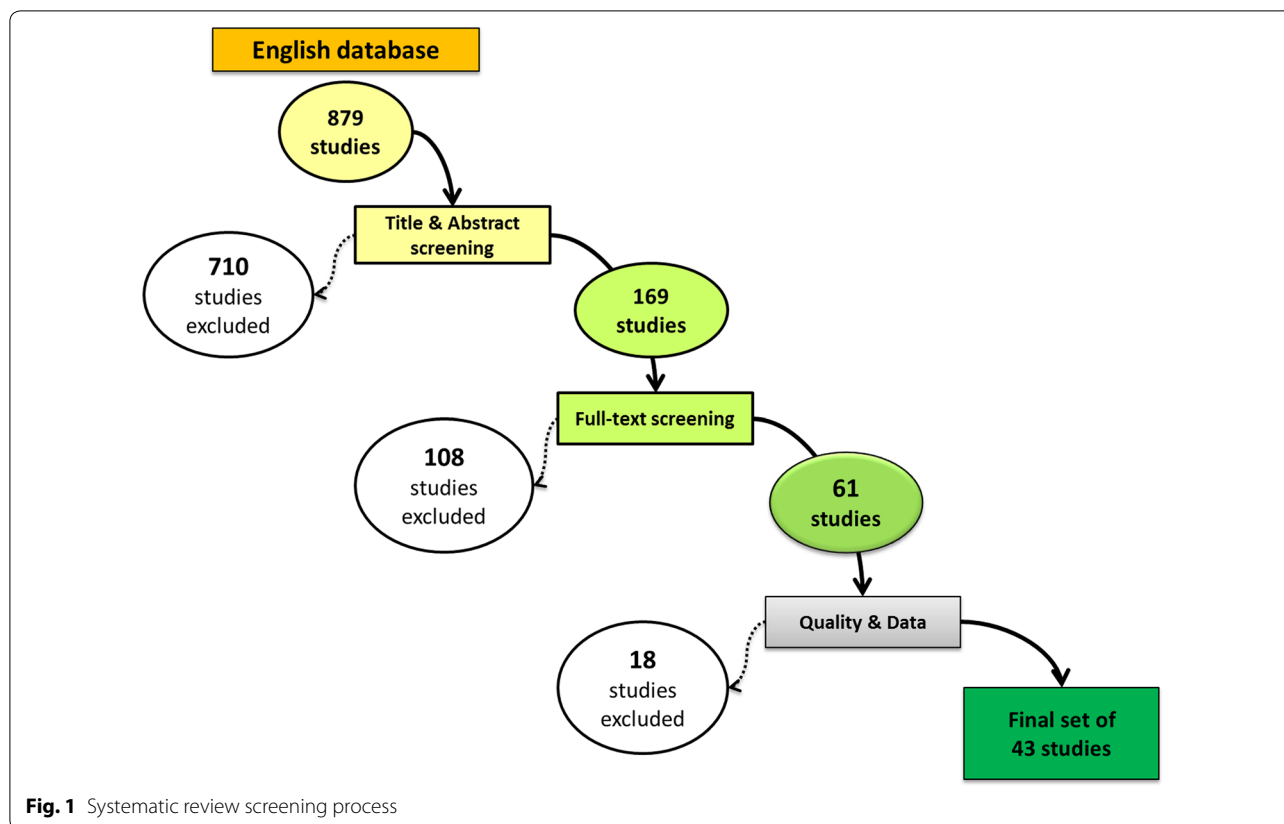 English database
879
studies
Title & Abstract
screening
710
studies
excluded
169
studies
Full-text screening
108
studies
excluded
61
studies
Quality & Data
18
studies
excluded
Final set of
43 studies
Fig. 1 Systematic review screening process